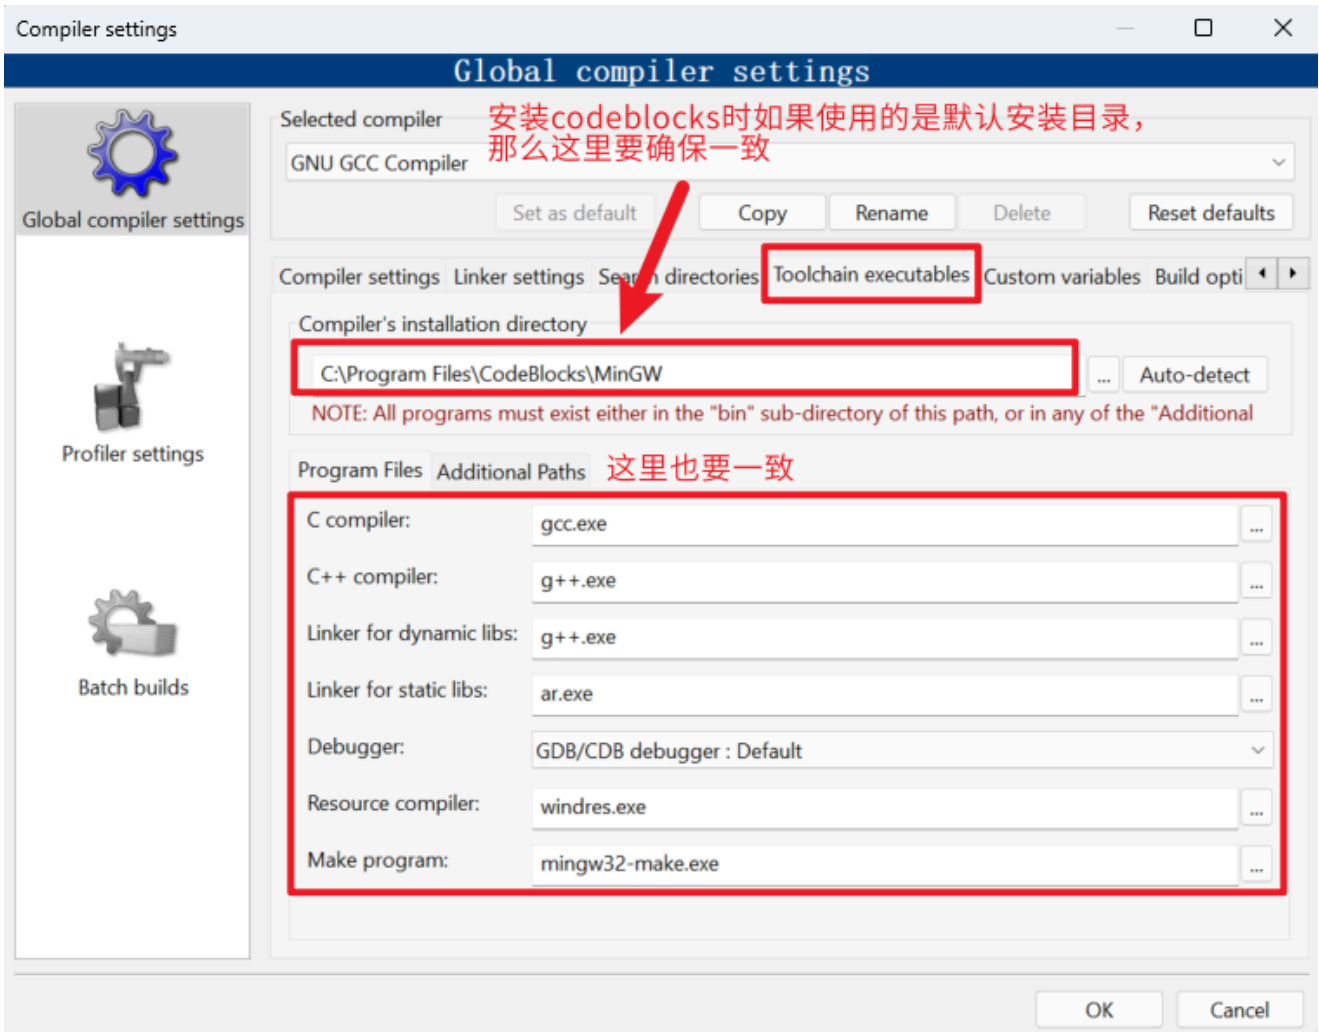 Compiler settings
Global compiler settings
Global compiler settings
Profiler settings
Batch builds
Selected compiler
安装codeblocks时如果使用的是默认安装目录，
那么这里要确保一致
GNU GCC Compiler
Set as default
Copy
Rename
Delete
Reset defaults
Compiler settings
Linker settings
Search directories
Toolchain executables
Custom variables
Build opti
Compiler's installation directory
C:\Program Files\CodeBlocks\MinGW
...
Auto-detect
NOTE: All programs must exist either in the "bin" sub-directory of this path, or in any of the "Additional
Program Files
Additional Paths
这里也要一致
C compiler:
gcc.exe
...
C++ compiler:
g++.exe
...
Linker for dynamic libs:
g++.exe
...
Linker for static libs:
ar.exe
...
Debugger:
GDB/CDB debugger : Default
Resource compiler:
windres.exe
...
Make program:
mingw32-make.exe
...
OK
Cancel